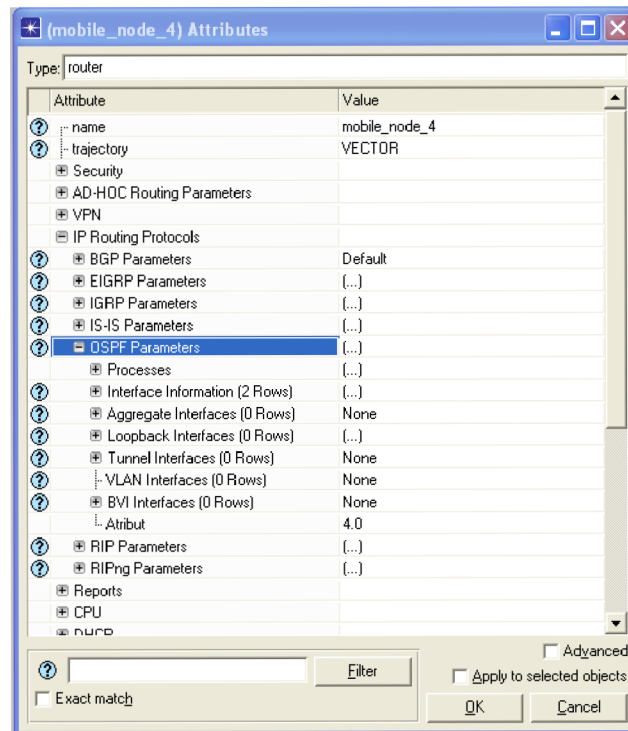 (mobile_node_4) Attributes
Type: router
Attribute Value
name mobile_node_4
trajectory VECTOR
Security
AD-HOC Routing Parameters
VPN
IP Routing Protocols
BGP Parameters Default
EIGRP Parameters (...)
IGRP Parameters (...)
IS-IS Parameters (...)
OSPF Parameters (...)
Processes (...)
Interface Information (2 Rows) (...)
Aggregate Interfaces (0 Rows) None
Loopback Interfaces (0 Rows) (...)
Tunnel Interfaces (0 Rows) None
VLAN Interfaces (0 Rows) None
BVI Interfaces (0 Rows) None
Atribut 4.0
RIP Parameters (...)
RIPng Parameters (...)
Reports
CPU
DHCP
Advanced
Filter
Apply to selected objects
Exact match
OK Cancel